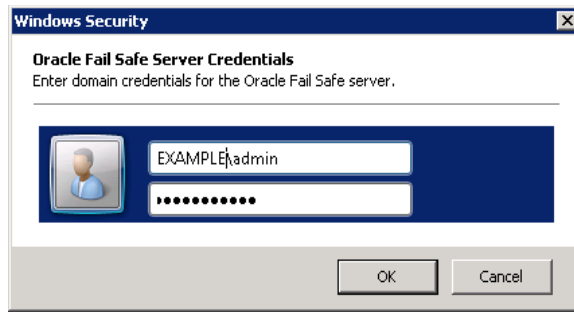 Windows Security
Oracle Fail Safe Server Credentials
Enter domain credentials for the Oracle Fail Safe server.
EXAMPLE\admin
•••••••••••
OK
Cancel